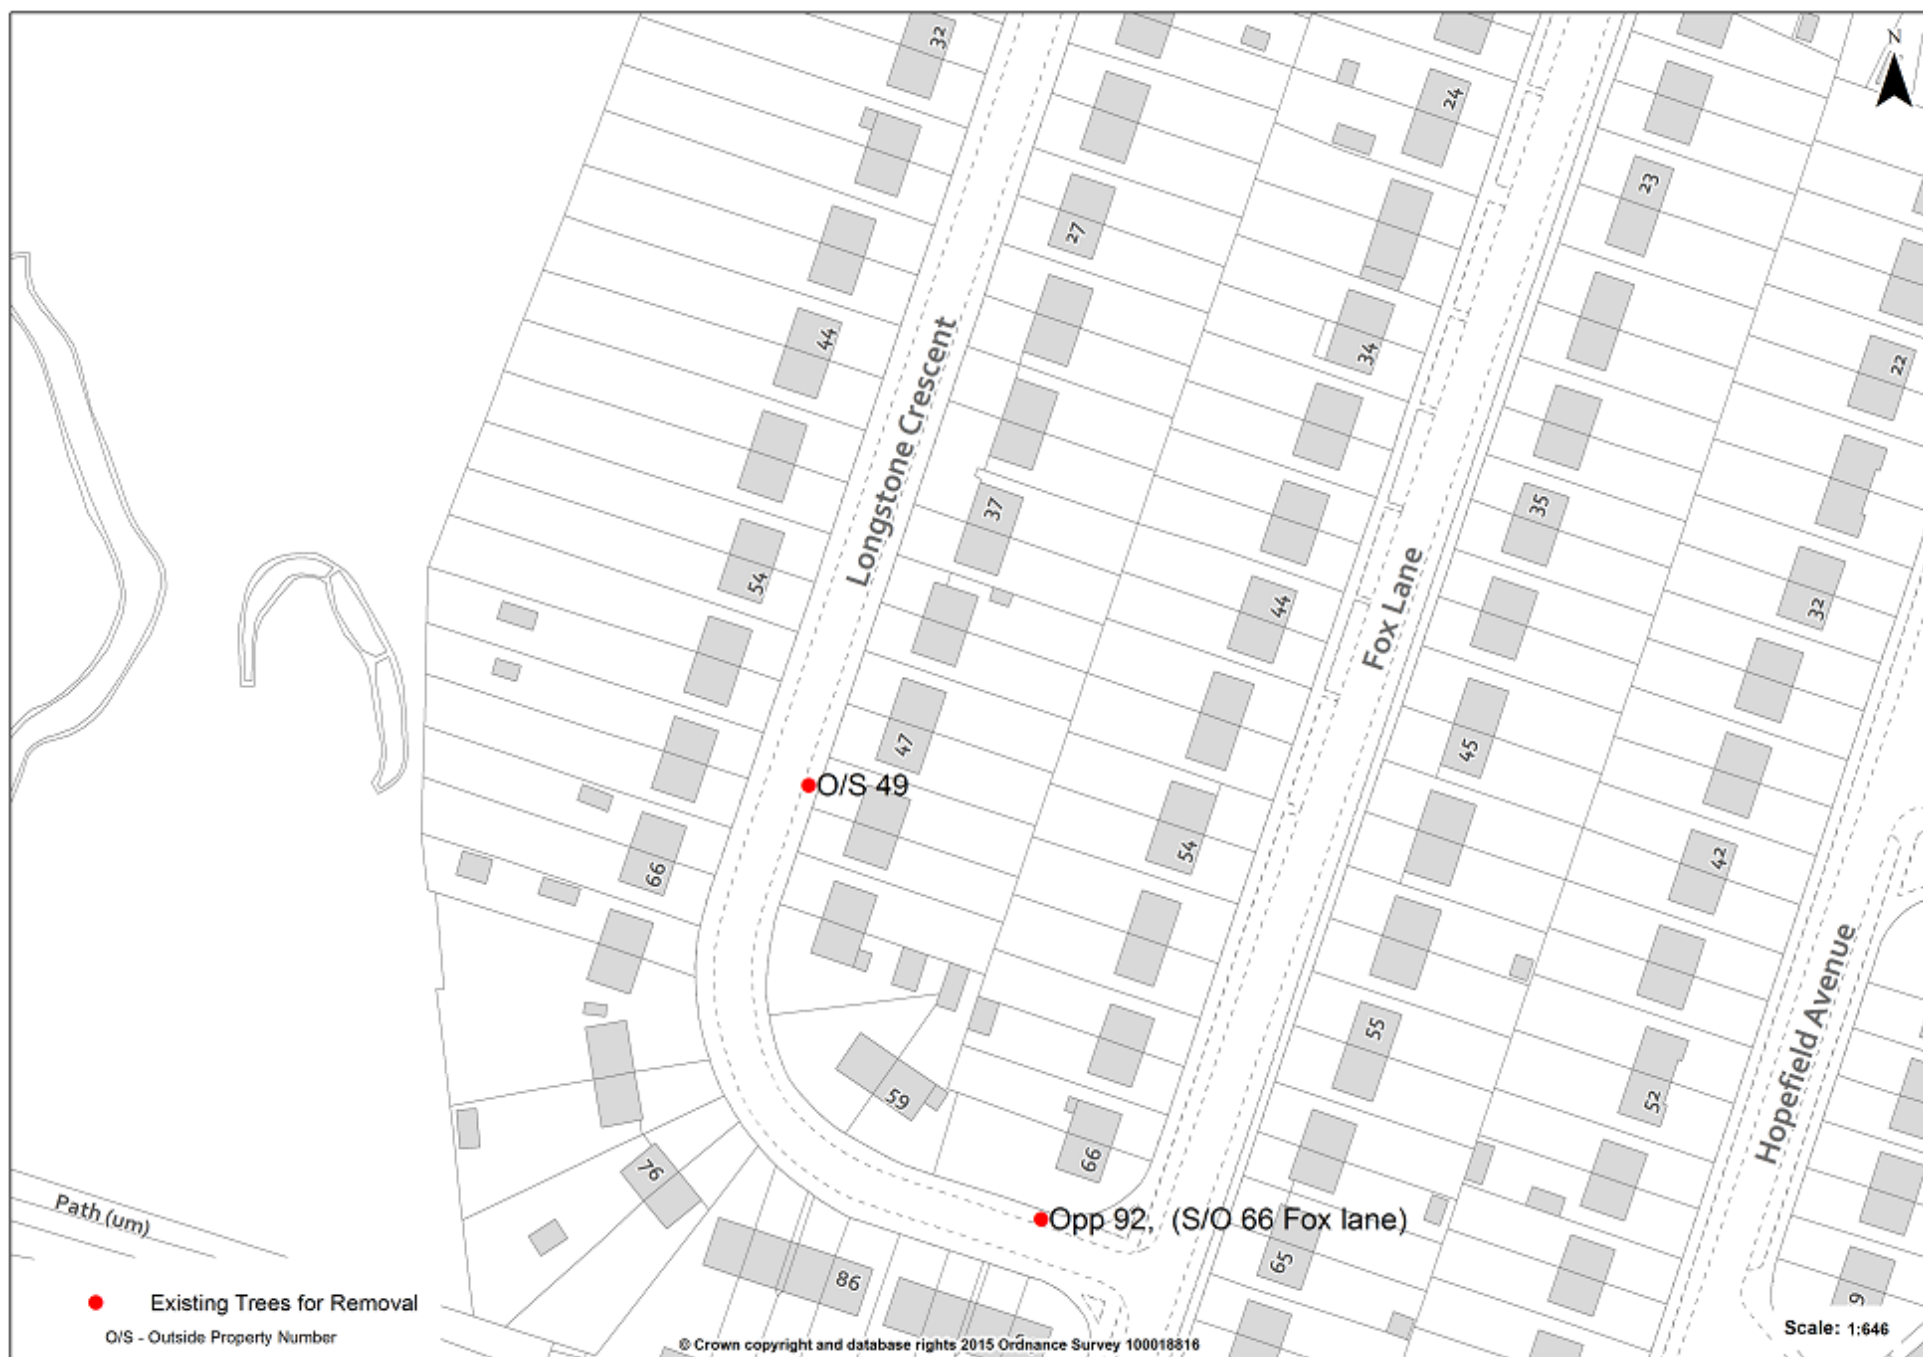 N
32
24
23
27
44
34
22
Longstone Crescent
37
35
54
44
Fox Lane
32
47
45
O/S 49
54
42
66
Hopefield Avenue
55
59
52
76
66
Path (um)
Opp 92, (S/O 66 Fox lane)
65
86
9
Existing Trees for Removal
O/S - Outside Property Number
Scale: 1:646
© Crown copyright and database rights 2015 Ordnance Survey 100018816